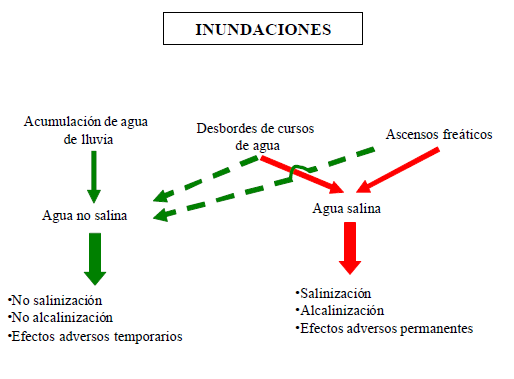 INUNDACIONES
Acumulación de agua
de lluvia
Desbordes de cursos
de agua
Ascensos freáticos
Agua no salina
Agua salina
•No salinización
•No alcalinización
•Efectos adversos temporarios
•Salinización
•Alcalinización
•Efectos adversos permanentes